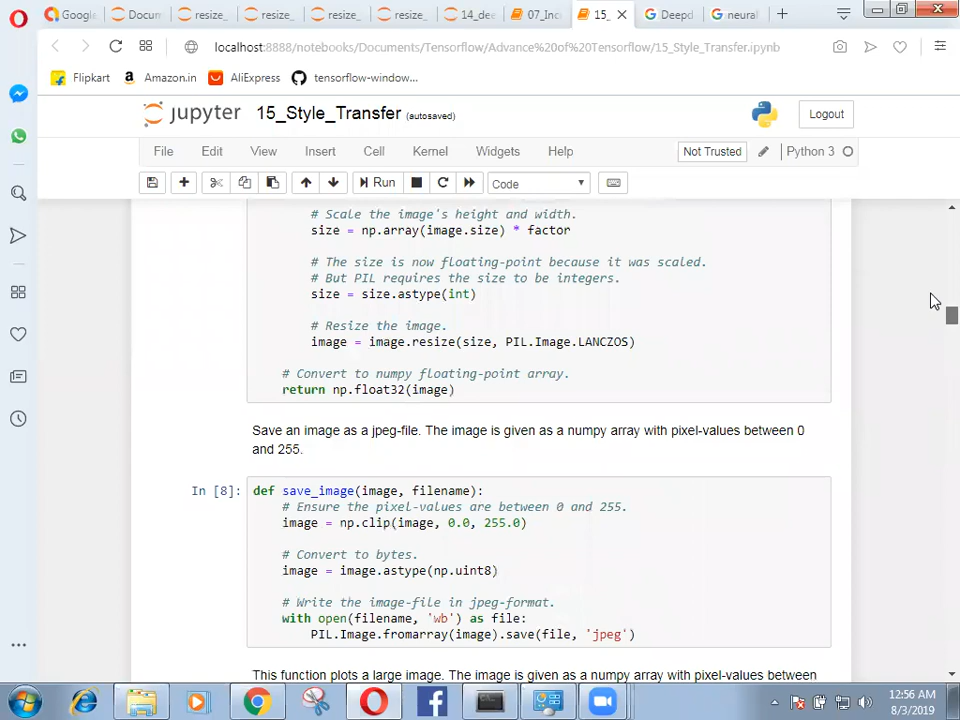 Google
Docum
resize_
resize_
resize_
resize_
14_dee
07_Inc
15_
Deepd
neural
localhost:8888/notebooks/Documents/Tensorflow/Advance%20of%20Tensorflow/15_Style_Transfer.ipynb
Flipkart
Amazon.in
AliExpress
tensorflow-window...
jupyter
15_Style_Transfer (autosaved)
Logout
File
Edit
View
Insert
Cell
Kernel
Widgets
Help
Not Trusted
Python 3
Run
Code
# Scale the image's height and width.
size = np.array(image.size) * factor
# The size is now floating-point because it was scaled.
# But PIL requires the size to be integers.
size = size.astype(int)
# Resize the image.
image = image.resize(size, PIL.Image.LANCZOS)
# Convert to numpy floating-point array.
return np.float32(image)
Save an image as a jpeg-file. The image is given as a numpy array with pixel-values between 0
and 255.
In [8]:
def save_image(image, filename):
# Ensure the pixel-values are between 0 and 255.
image = np.clip(image, 0.0, 255.0)
# Convert to bytes.
image = image.astype(np.uint8)
# Write the image-file in jpeg-format.
with open(filename, 'wb') as file:
PIL.Image.fromarray(image).save(file, 'jpeg')
This function plots a large image. The image is given as a numpy array with pixel-values between
12:56 AM
8/3/2019